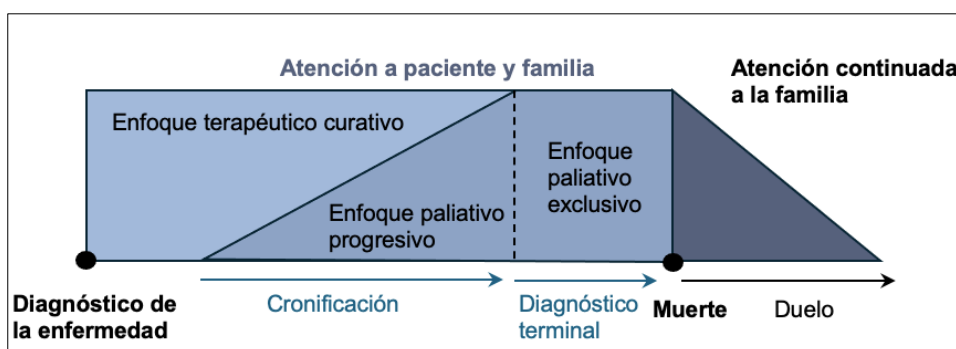 Atención a paciente y familia
Atención continuada
a la familia
Enfoque terapéutico curativo
Enfoque paliativo
progresivo
Enfoque
paliativo
exclusivo
Diagnóstico de
la enfermedad
Cronificación
Diagnóstico
terminal
Muerte
Duelo